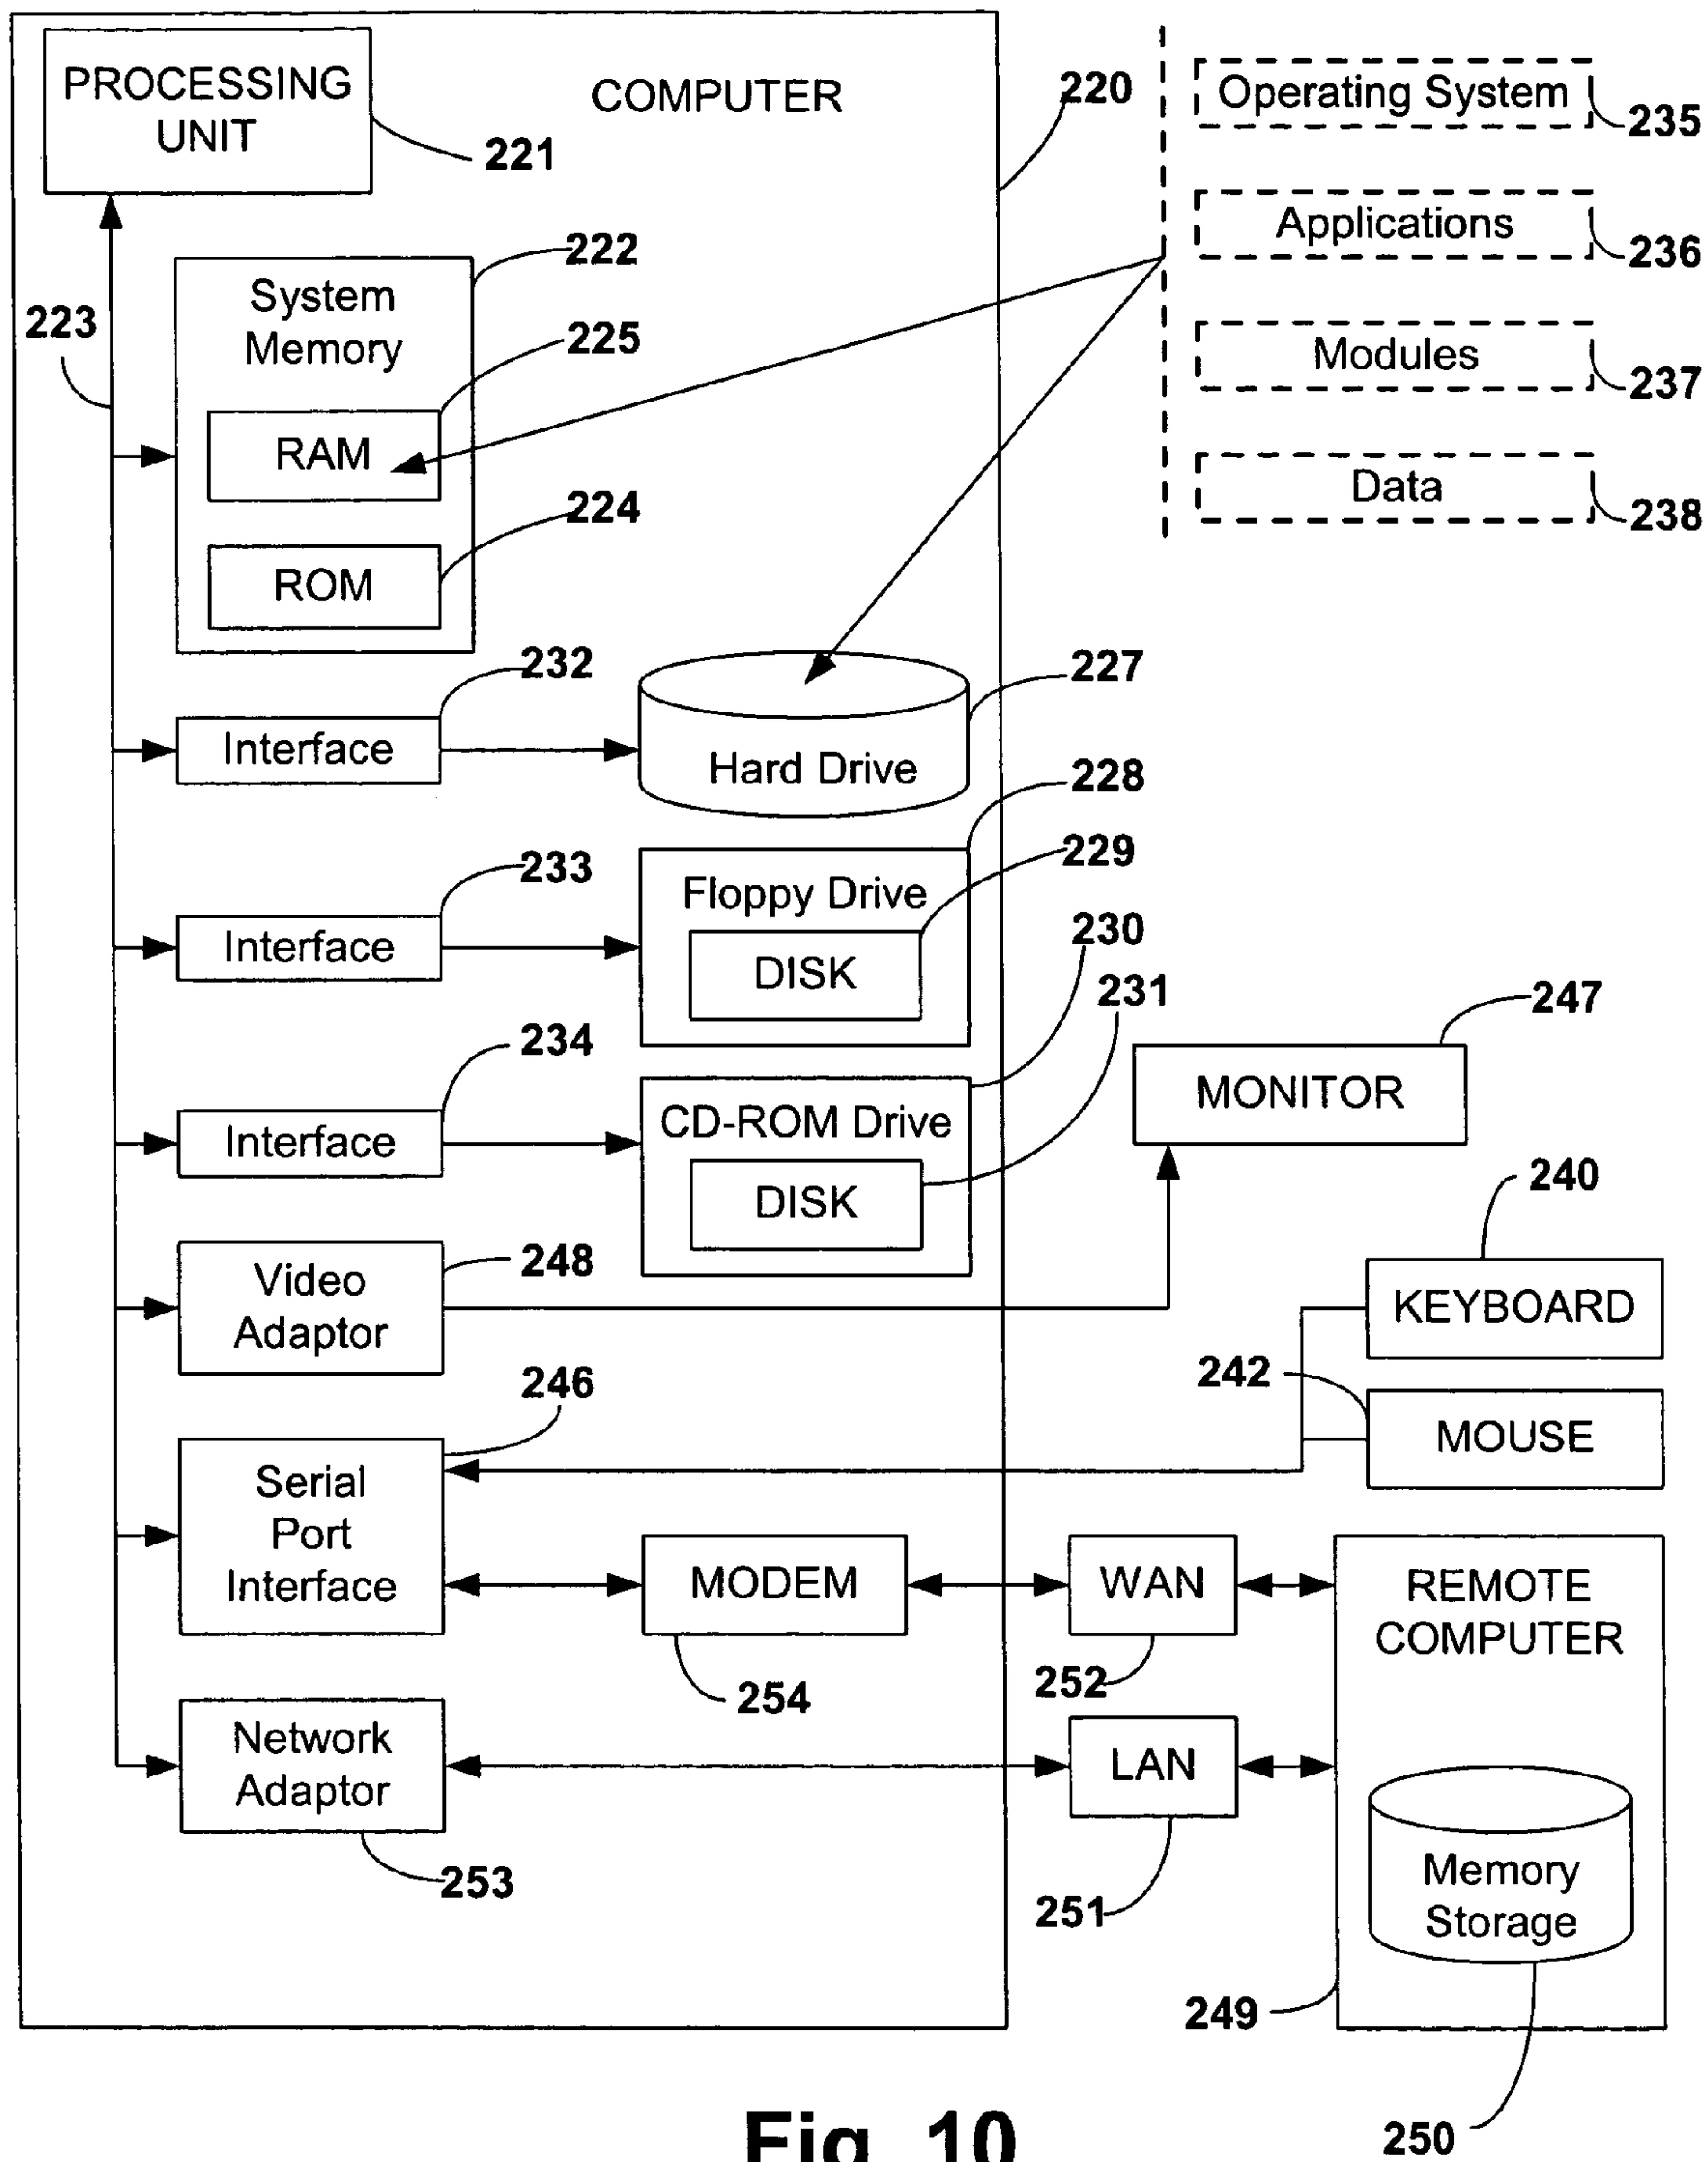 PROCESSING
UNIT
221
COMPUTER
220
Operating System
235
Applications
236
Modules
237
Data
238
222
System
Memory
223
225
RAM
224
ROM
232
Interface
227
Hard Drive
228
233
Interface
229
Floppy Drive
DISK
230
231
234
Interface
CD-ROM Drive
DISK
247
MONITOR
240
KEYBOARD
248
Video
Adaptor
242
MOUSE
246
Serial
Port
Interface
MODEM
254
WAN
252
REMOTE
COMPUTER
Network
Adaptor
253
LAN
251
Memory
Storage
249
250
Fig. 10